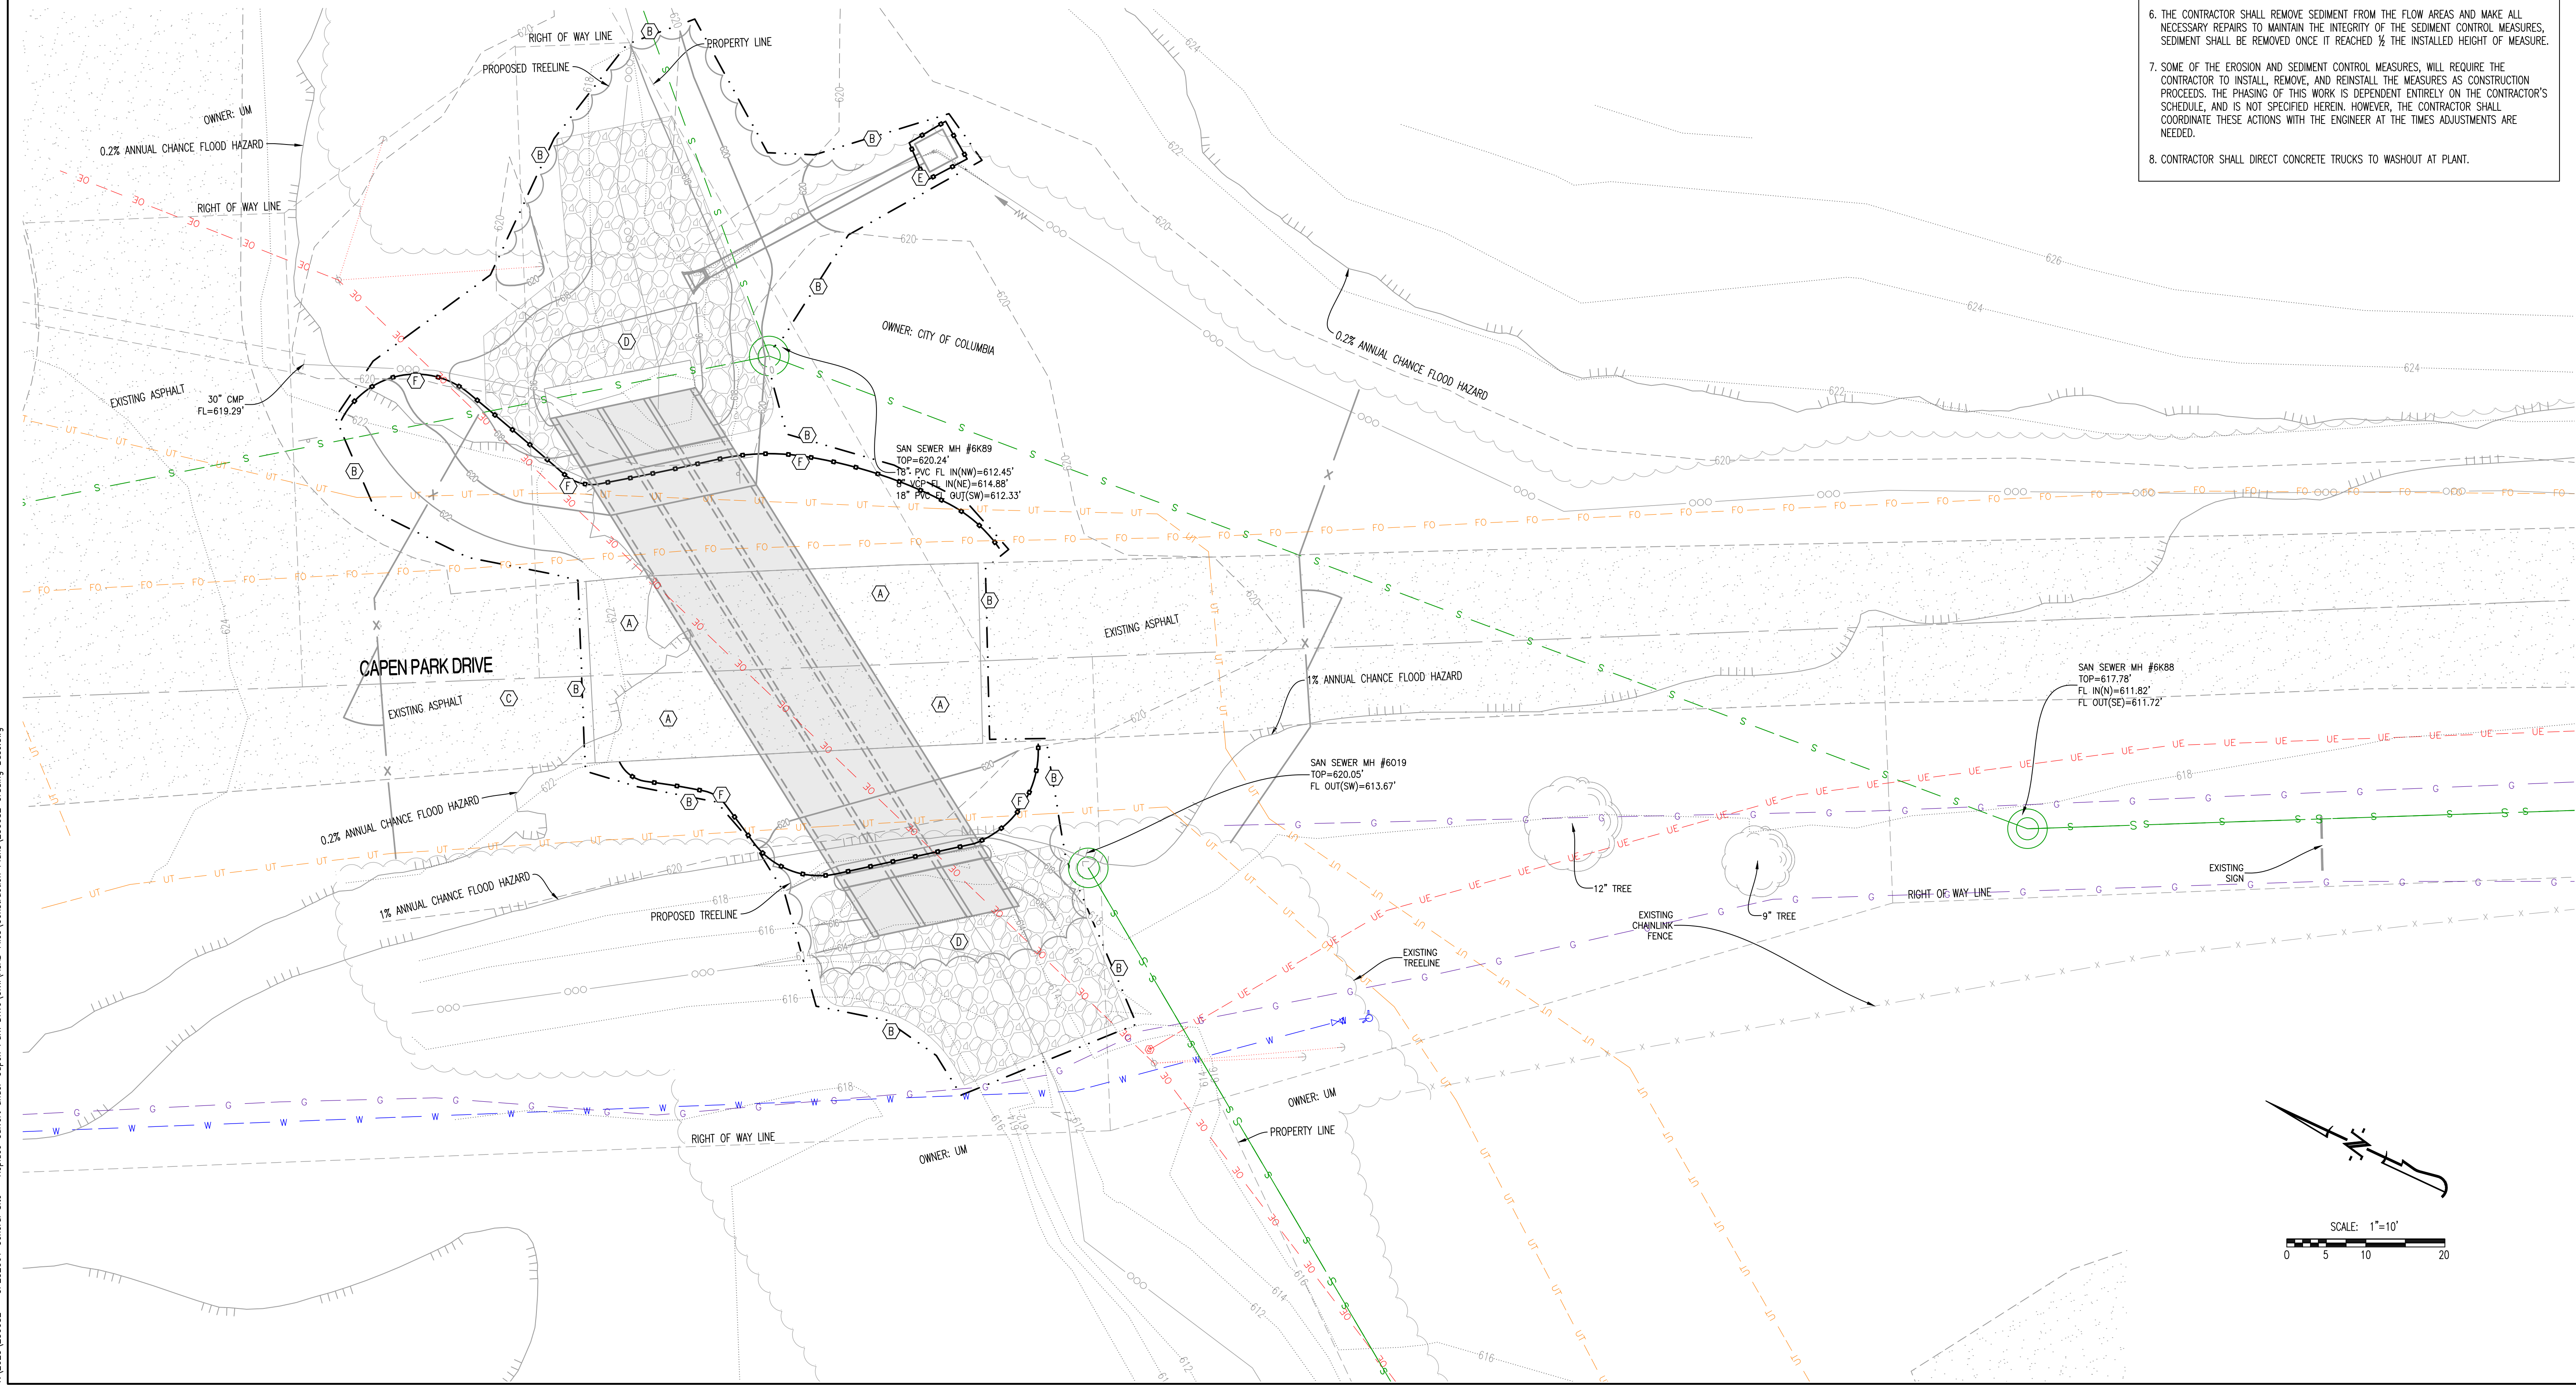 6. THE CONTRACTOR SHALL REMOVE SEDIMENT FROM THE FLOW AREAS AND MAKE ALL
NECESSARY REPAIRS TO MAINTAIN THE INTEGRITY OF THE SEDIMENT CONTROL MEASURES,
SEDIMENT SHALL BE REMOVED ONCE IT REACHED ½ THE INSTALLED HEIGHT OF MEASURE.
7. SOME OF THE EROSION AND SEDIMENT CONTROL MEASURES, WILL REQUIRE THE
CONTRACTOR TO INSTALL, REMOVE, AND REINSTALL THE MEASURES AS CONSTRUCTION
PROCEEDS. THE PHASING OF THIS WORK IS DEPENDENT ENTIRELY ON THE CONTRACTOR'S
SCHEDULE, AND IS NOT SPECIFIED HEREIN. HOWEVER, THE CONTRACTOR SHALL
COORDINATE THESE ACTIONS WITH THE ENGINEER AT THE TIMES ADJUSTMENTS ARE
NEEDED.
8. CONTRACTOR SHALL DIRECT CONCRETE TRUCKS TO WASHOUT AT PLANT.
RIGHT OF WAY LINE
PROPERTY LINE
PROPOSED TREELINE
OWNER: UM
0.2% ANNUAL CHANCE FLOOD HAZARD
RIGHT OF WAY LINE
OWNER: CITY OF COLUMBIA
0.2% ANNUAL CHANCE FLOOD HAZARD
EXISTING ASPHALT
30" CMP
FL=619.29'
SAN SEWER MH #6K89
TOP=620.24'
18" PVC FL IN(NW)=612.45'
8" VCP FL IN(NE)=614.88'
18" PVC FL OUT(SW)=612.33'
EXISTING ASPHALT
CAPEN PARK DRIVE
EXISTING ASPHALT
1% ANNUAL CHANCE FLOOD HAZARD
SAN SEWER MH #6K88
TOP=617.78'
FL IN(N)=611.82'
FL OUT(SE)=611.72'
SAN SEWER MH #6019
TOP=620.05'
FL OUT(SW)=613.67'
0.2% ANNUAL CHANCE FLOOD HAZARD
1% ANNUAL CHANCE FLOOD HAZARD
PROPOSED TREELINE
12" TREE
9" TREE
EXISTING
SIGN
RIGHT OF WAY LINE
EXISTING
CHAINLINK
FENCE
EXISTING
TREELINE
OWNER: UM
PROPERTY LINE
RIGHT OF WAY LINE
OWNER: UM
SCALE: 1"=10'
0 5 10 20